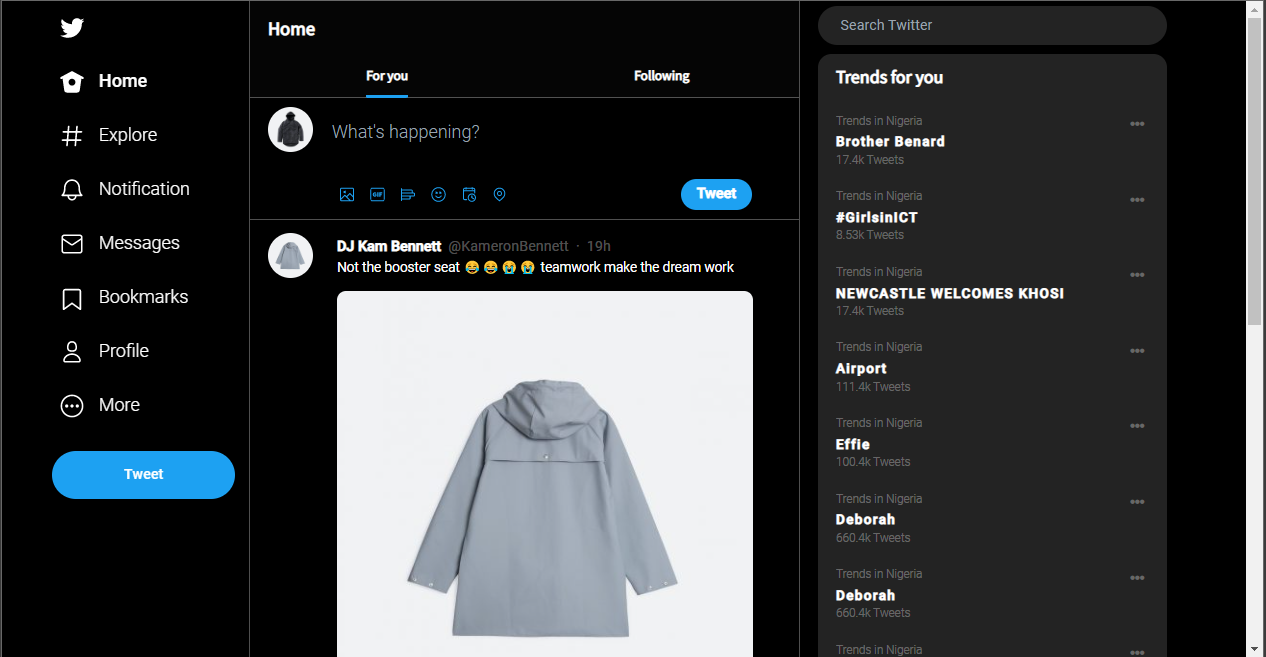 Home
Explore
Notification
Messages
Bookmarks
Profile
More
Tweet
Home
For you
Following
What's happening?
GIF
Tweet
DJ Kam Bennett @KameronBennett · 19h
Not the booster seat 😂😂😭😭 teamwork make the dream work
Search Twitter
Trends for you
Trends in Nigeria
Brother Benard
17.4k Tweets
Trends in Nigeria
#GirlsinICT
8.53k Tweets
Trends in Nigeria
NEWCASTLE WELCOMES KHOSI
17.4k Tweets
Trends in Nigeria
Airport
111.4k Tweets
Trends in Nigeria
Effie
100.4k Tweets
Trends in Nigeria
Deborah
660.4k Tweets
Trends in Nigeria
Deborah
660.4k Tweets
Trends in Nigeria